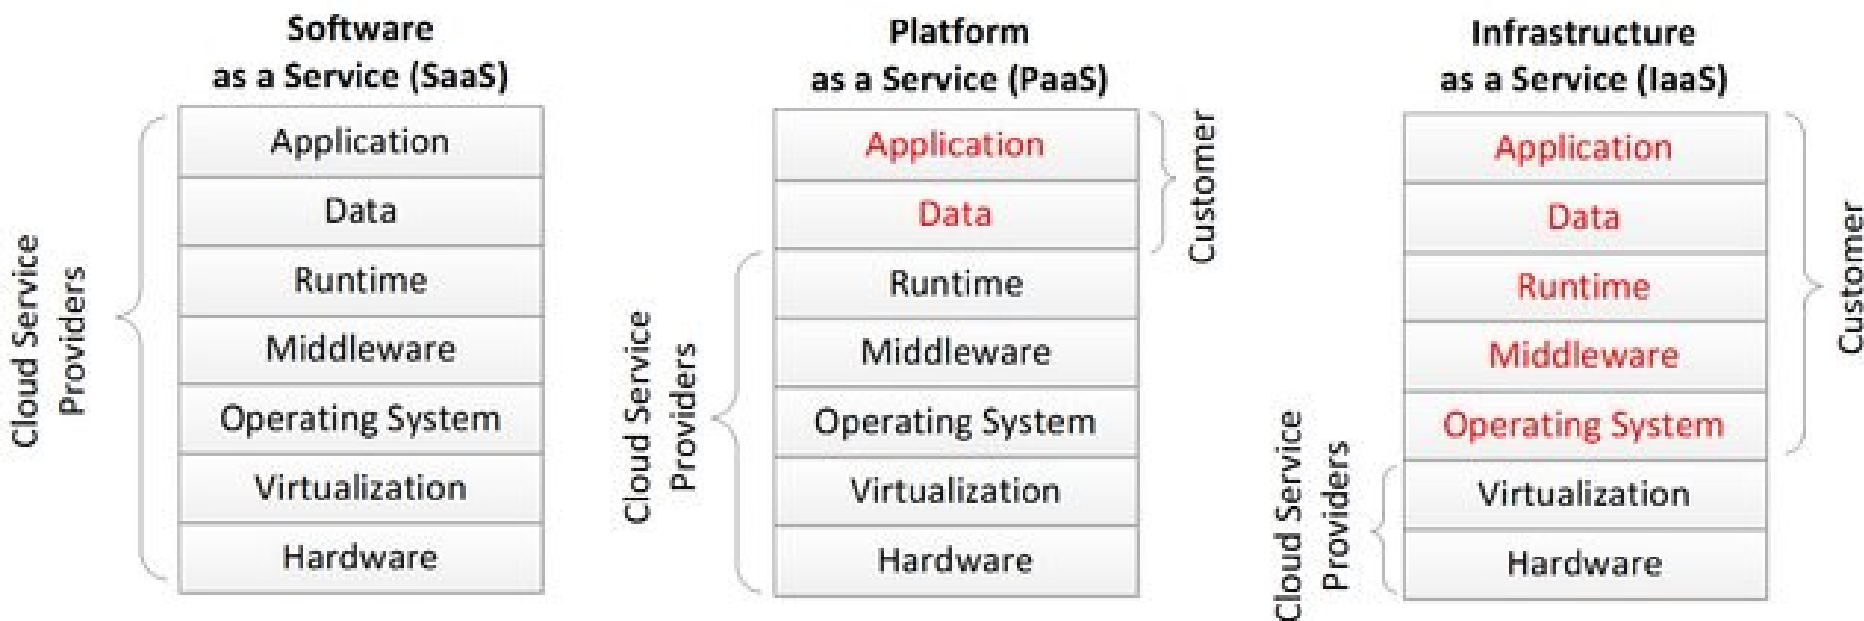 Software
as a Service (SaaS)
Cloud Service
Providers
Application
Data
Runtime
Middleware
Operating System
Virtualization
Hardware
Platform
as a Service (PaaS)
Customer
Cloud Service
Providers
Application
Data
Runtime
Middleware
Operating System
Virtualization
Hardware
Infrastructure
as a Service (IaaS)
Customer
Cloud Service
Providers
Application
Data
Runtime
Middleware
Operating System
Virtualization
Hardware